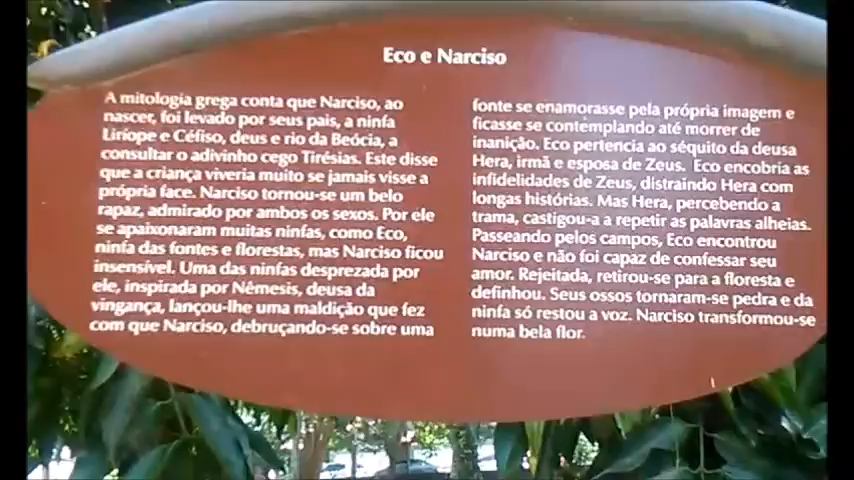 Eco e Narciso
A mitologia grega conta que Narciso, ao
nascer, foi levado por seus pais, a ninfa
Liríope e Céfiso, deus e rio da Beócia, a
consultar o adivinho cego Tirésias. Este disse
que a criança viveria muito se jamais visse a
própria face. Narciso tornou-se um belo
rapaz, admirado por ambos os sexos. Por ele
se apaixonaram muitas ninfas, como Eco,
ninfa das fontes e florestas, mas Narciso ficou
insensível. Uma das ninfas desprezada por
ele, inspirada por Nêmesis, deusa da
vingança, lançou-lhe uma maldição que fez
com que Narciso, debruçando-se sobre uma
fonte se enamorasse pela própria imagem e
ficasse se contemplando até morrer de
inanição. Eco pertencia ao séquito da deusa
Hera, irmã e esposa de Zeus. Eco encobria as
infidelidades de Zeus, distraindo Hera com
longas histórias. Mas Hera, percebendo a
trama, castigou-a a repetir as palavras alheias.
Passeando pelos campos, Eco encontrou
Narciso e não foi capaz de confessar seu
amor. Rejeitada, retirou-se para a floresta e
definhou. Seus ossos tornaram-se pedra e da
ninfa só restou a voz. Narciso transformou-se
numa bela flor.